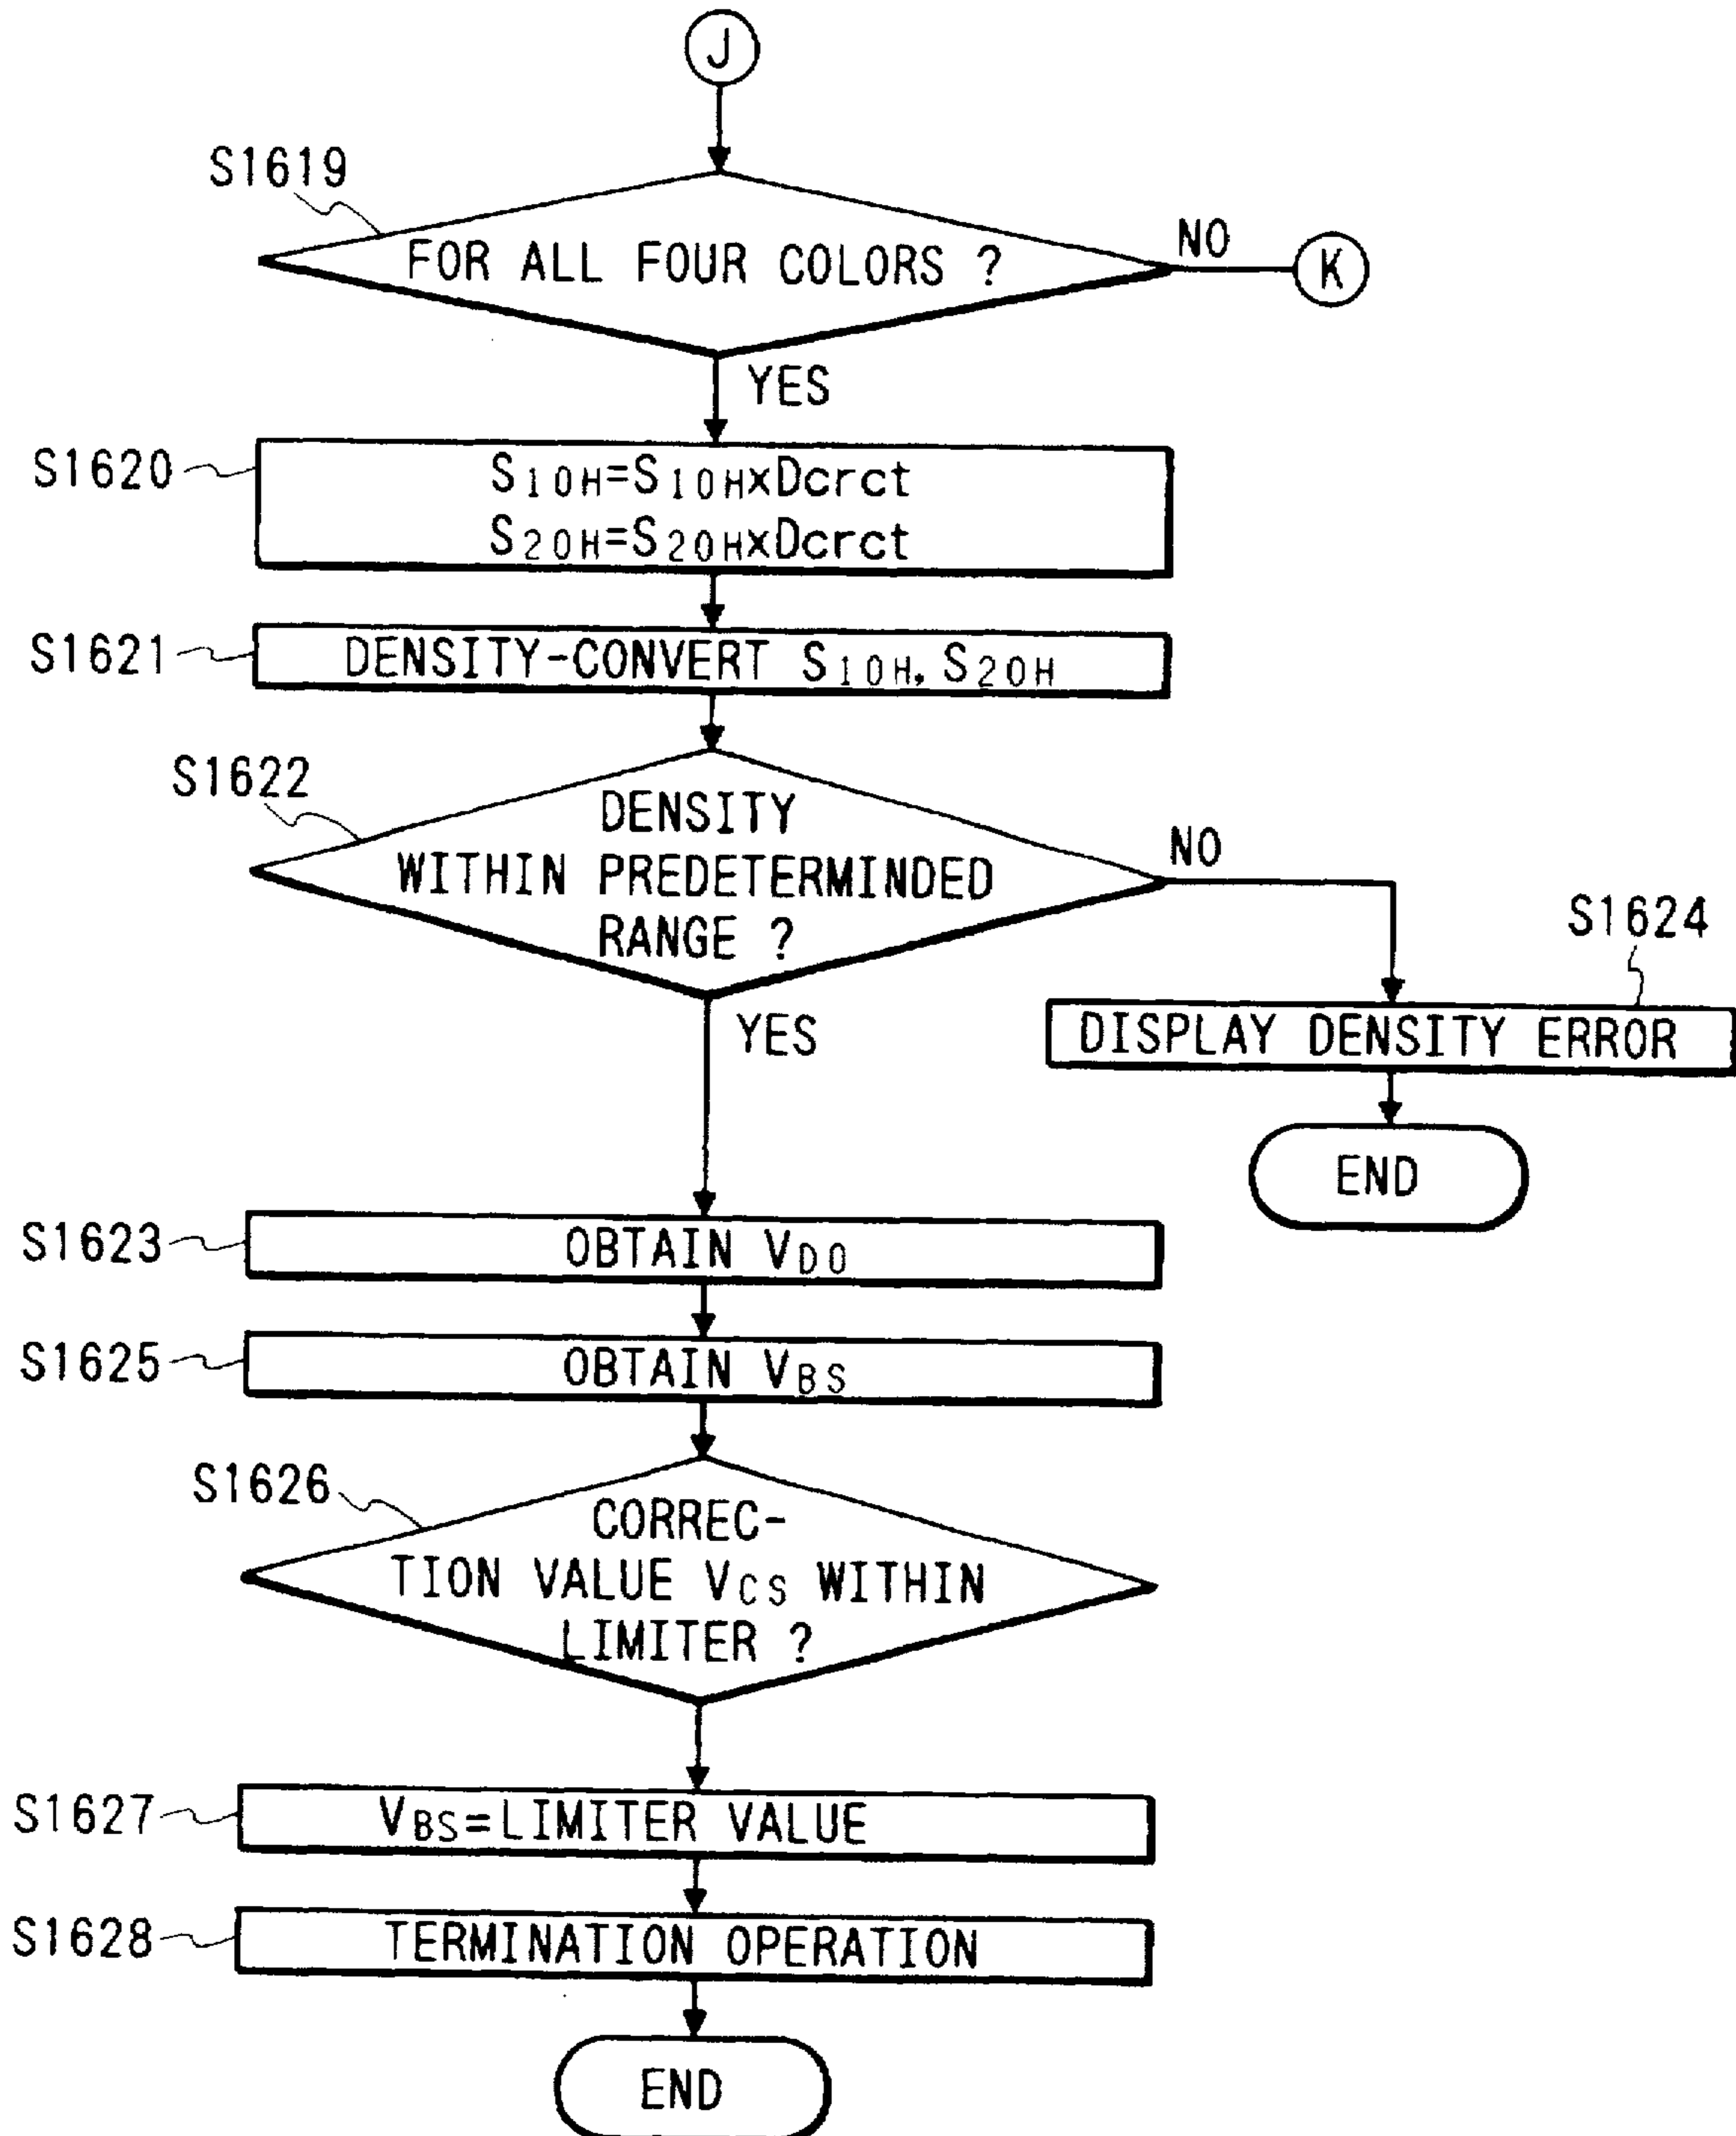 J
S1619
FOR ALL FOUR COLORS ?
NO
K
YES
S1620
S10H=S10HxDcrct
S20H=S20HxDcrct
S1621
DENSITY-CONVERT S10H, S20H
S1622
DENSITY
WITHIN PREDETERMINDED
RANGE ?
NO
YES
S1624
DISPLAY DENSITY ERROR
END
S1623
OBTAIN VD0
S1625
OBTAIN VBS
S1626
CORREC-
TION VALUE VCS WITHIN
LIMITER ?
S1627
VBS=LIMITER VALUE
S1628
TERMINATION OPERATION
END